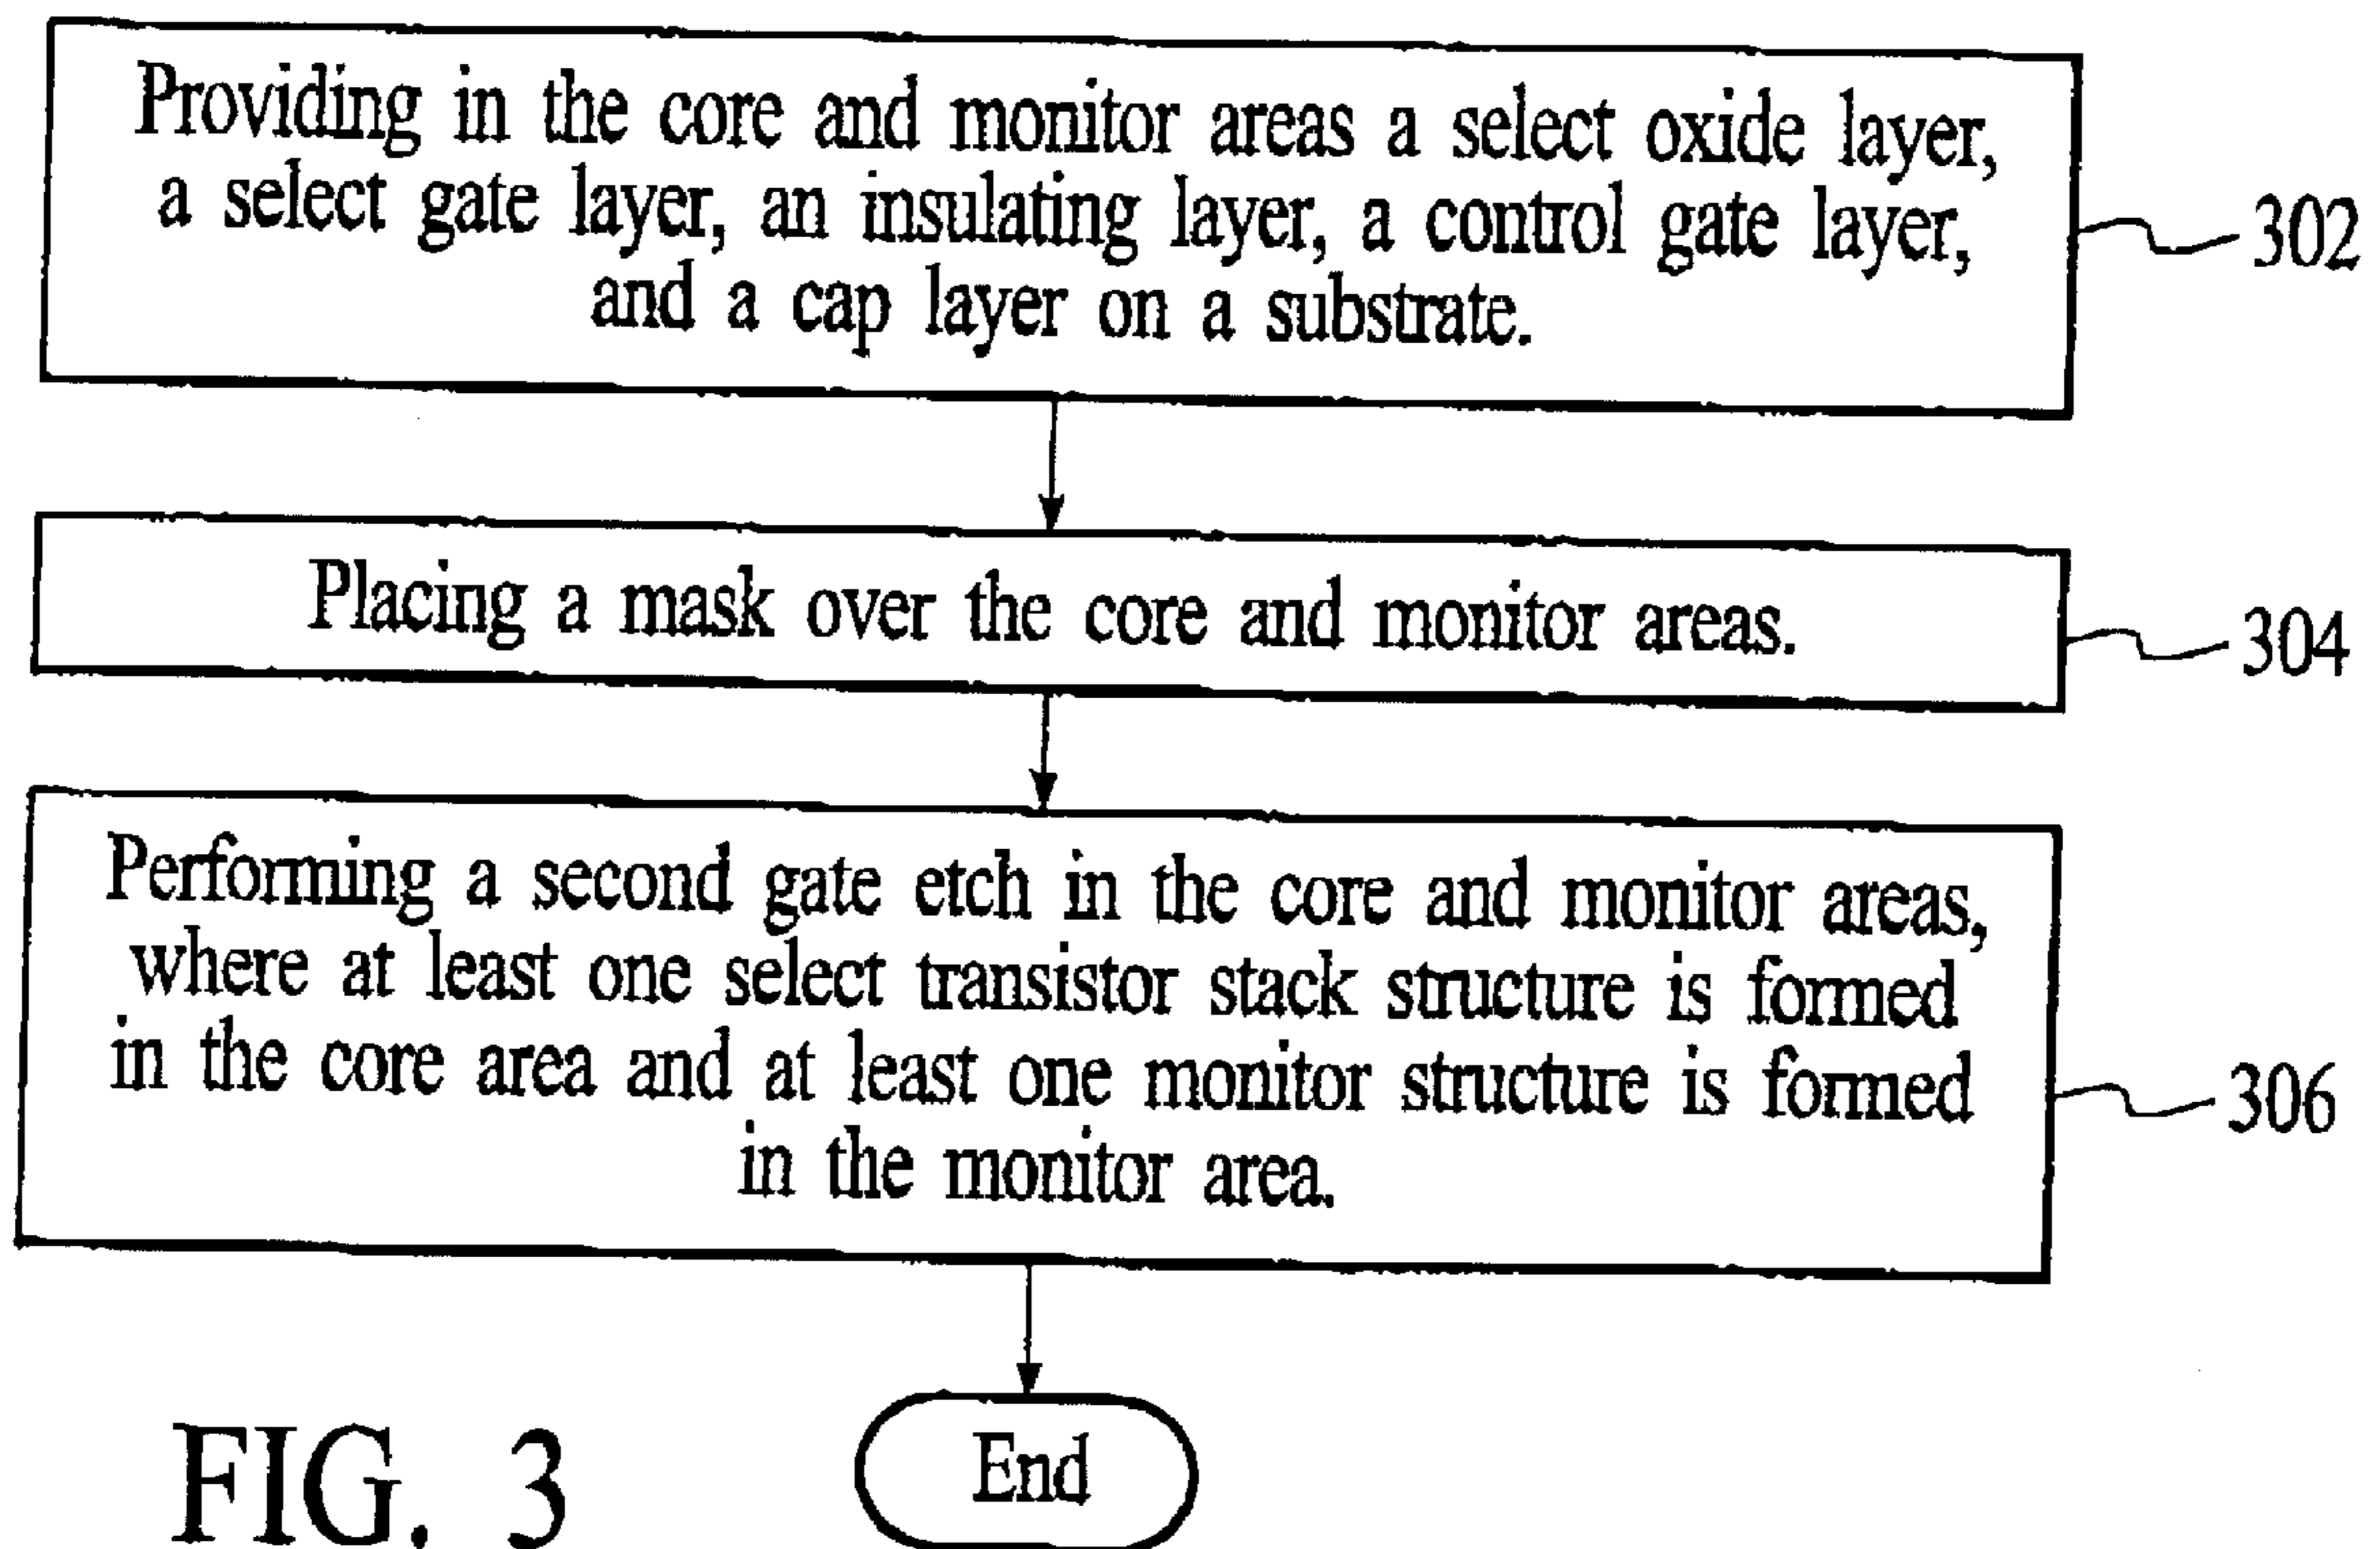 Providing in the core and monitor areas a select oxide layer,
a select gate layer, an insulating layer, a control gate layer,
and a cap layer on a substrate.
302
Placing a mask over the core and monitor areas.
304
Performing a second gate etch in the core and monitor areas,
where at least one select transistor stack structure is formed
in the core area and at least one monitor structure is formed
in the monitor area.
306
End
FIG. 3